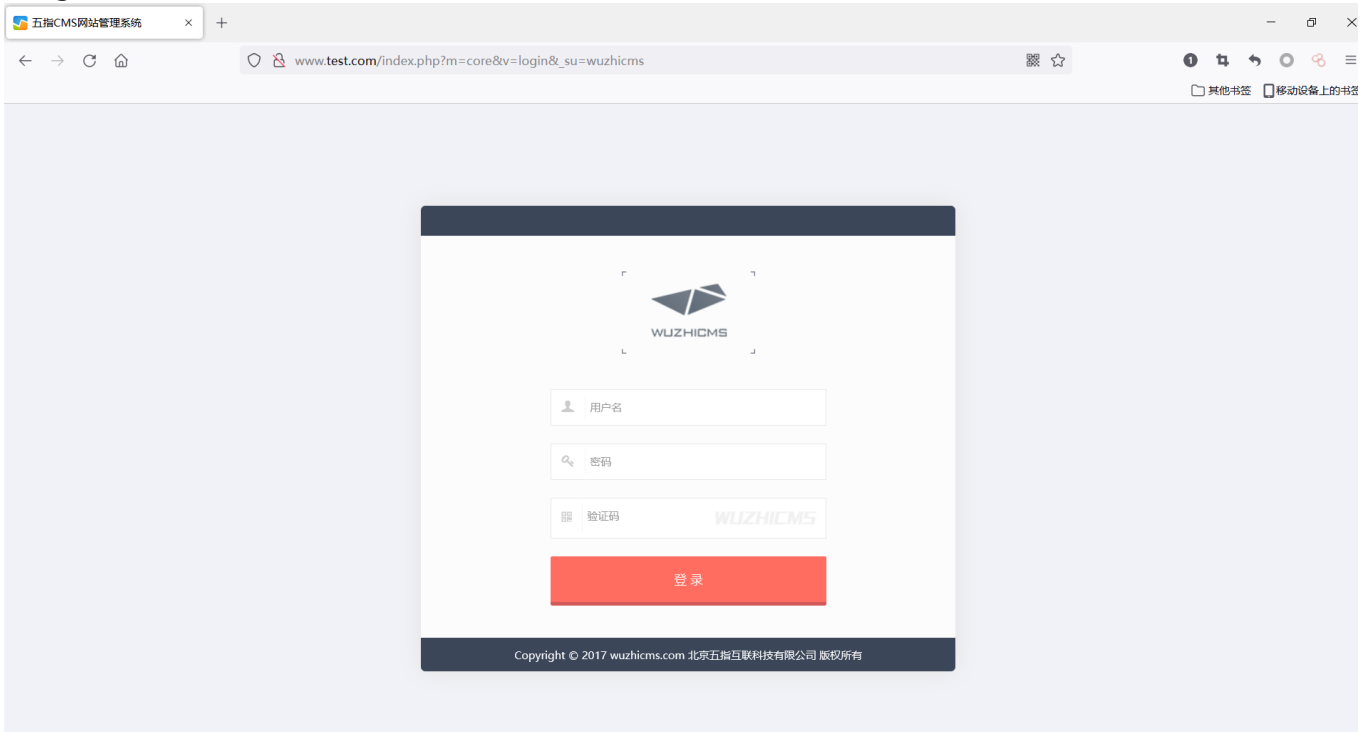 五指CMS网站管理系统
www.test.com/index.php?m=core&v=login&_su=wuzhicms
其他书签 移动设备上的书签
WUZHICMS
用户名
密码
验证码 WUZHICMS
登 录
Copyright © 2017 wuzhicms.com 北京五指互联科技有限公司 版权所有